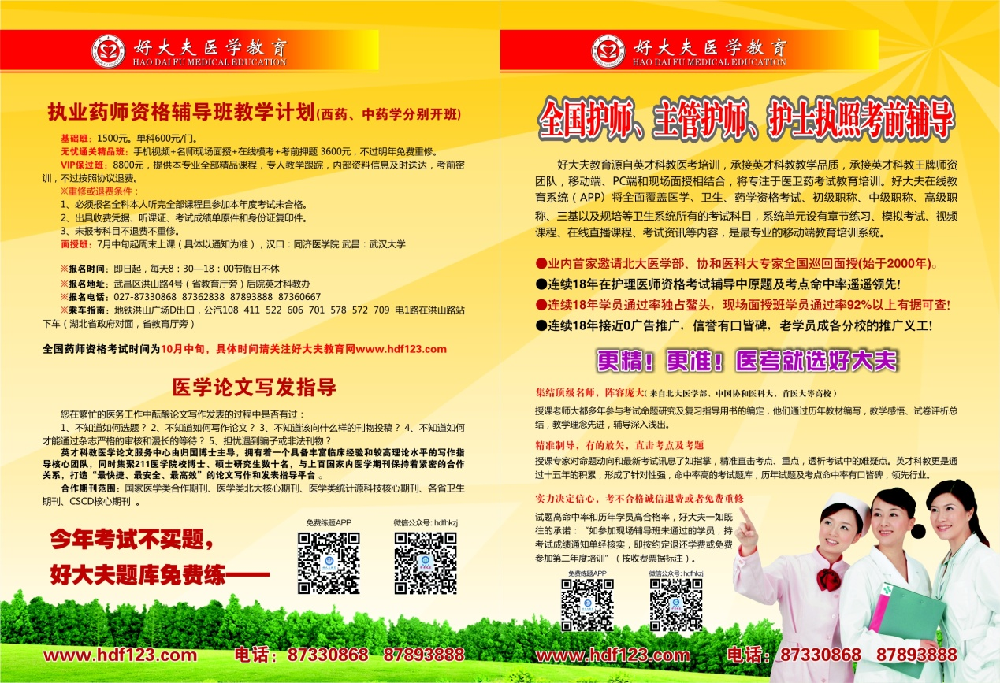 好大夫医学教育
HAO DAI FU MEDICAL EDUCATION
执业药师资格辅导班教学计划(西药、中药学分别开班)
基础班：1500元。单科600元/门。
无忧通关精品班：手机视频+名师现场面授+在线模考+考前押题 3600元，不过明年免费重修。
VIP保过班：8800元，提供本专业全部精品课程，专人教学跟踪，内部资料信息及时送达，考前密
训，不过按照协议退费。
※重修或退费条件：
1、必须报名全科本人听完全部课程且参加本年度考试未合格。
2、出具收费凭据、听课证、考试成绩单原件和身份证复印件。
3、未报考科目不退费不重修。
面授班：7月中旬起周末上课（具体以通知为准），汉口：同济医学院 武昌：武汉大学
※报名时间：即日起，每天8：30—18：00节假日不休
※报名地址：武昌区洪山路4号（省教育厅旁）后院英才科教办
※报名电话：027-87330868 87362838 87893888 87360667
※乘车指南：地铁洪山广场D出口，公汽108 411 522 606 701 578 572 709 电1路在洪山路站
下车（湖北省政府对面，省教育厅旁）
全国药师资格考试时间为10月中旬，具体时间请关注好大夫教育网www.hdf123.com
医学论文写发指导
您在繁忙的医务工作中酝酿论文写作发表的过程中是否有过：
1、不知道如何选题？ 2、不知道如何写作论文？ 3、不知道该向什么样的刊物投稿？ 4、不知道如何
才能通过杂志严格的审核和漫长的等待？ 5、担忧遇到骗子或非法刊物？
英才科教医学论文服务中心由归国博士主导，拥有着一个具备丰富临床经验和较高理论水平的写作指
导核心团队，同时集聚211医学院校博士、硕士研究生数十名，与上百国家内医学期刊保持着紧密的合作
关系，打造“最快捷、最安全、最高效”的论文写作和发表指导平台 。
合作期刊范围：国家医学类合作期刊、医学类北大核心期刊、医学类统计源科技核心期刊、各省卫生
期刊、CSCD核心期刊 。
今年考试不买题，
好大夫题库免费练——
免费练题APP
微信公众号: hdfhkzj
www.hdf123.com 电话：87330868 87893888
好大夫医学教育
HAO DAI FU MEDICAL EDUCATION
全国护师、主管护师、护士执照考前辅导
好大夫教育源自英才科教医考培训，承接英才科教教学品质，承接英才科教王牌师资
团队，移动端、PC端和现场面授相结合，将专注于医卫药考试教育培训。好大夫在线教
育系统（APP）将全面覆盖医学、卫生、药学资格考试、初级职称、中级职称、高级职
称、三基以及规培等卫生系统所有的考试科目，系统单元设有章节练习、模拟考试、视频
课程、在线直播课程、考试资讯等内容，是最专业的移动端教育培训系统。
●业内首家邀请北大医学部、协和医科大专家全国巡回面授(始于2000年)。
●连续18年在护理医师资格考试辅导中原题及考点命中率遥遥领先!
●连续18年学员通过率独占鳌头，现场面授班学员通过率92%以上有据可查!
●连续18年接近0广告推广，信誉有口皆碑，老学员成各分校的推广义工!
更精！更准！医考就选好大夫
集结顶级名师，阵容庞大( 来自北大医学部、中国协和医科大、首医大等高校 )
授课老师大都多年参与考试命题研究及复习指导用书的编定，他们通过历年教材编写，教学感悟、试卷评析总
结，教学理念先进，辅导深入浅出。
精准制导，有的放矢，直击考点及考题
授课专家对命题动向和最新考试讯息了如指掌，精准直击考点、重点，透析考试中的难疑点。英才科教更是通
过十五年的积累，形成了针对性强，命中率高的考试题库，历年试题及考点命中率有口皆碑，领先行业。
实力决定信心，考不合格诚信退费或者免费重修
试题高命中率和历年学员高合格率，好大夫一如既
往的承诺：“如参加现场辅导班未通过的学员，持
考试成绩通知单经核实，即按约定退还学费或免费
参加第二年度培训”（按收费票据标注）。
免费练题APP
微信公众号: hdfhkzj
www.hdf123.com 电话：87330868 87893888